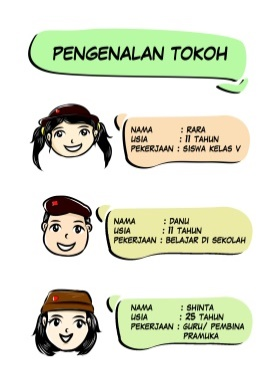 PENGENALAN TOKOH
NAMA : RARA
USIA : 11 TAHUN
PEKERJAAN : SISWA KELAS V
NAMA : DANU
USIA : 11 TAHUN
PEKERJAAN : BELAJAR DI SEKOLAH
NAMA : SHINTA
USIA : 25 TAHUN
PEKERJAAN : GURU/ PEMBINA
PRAMUKA